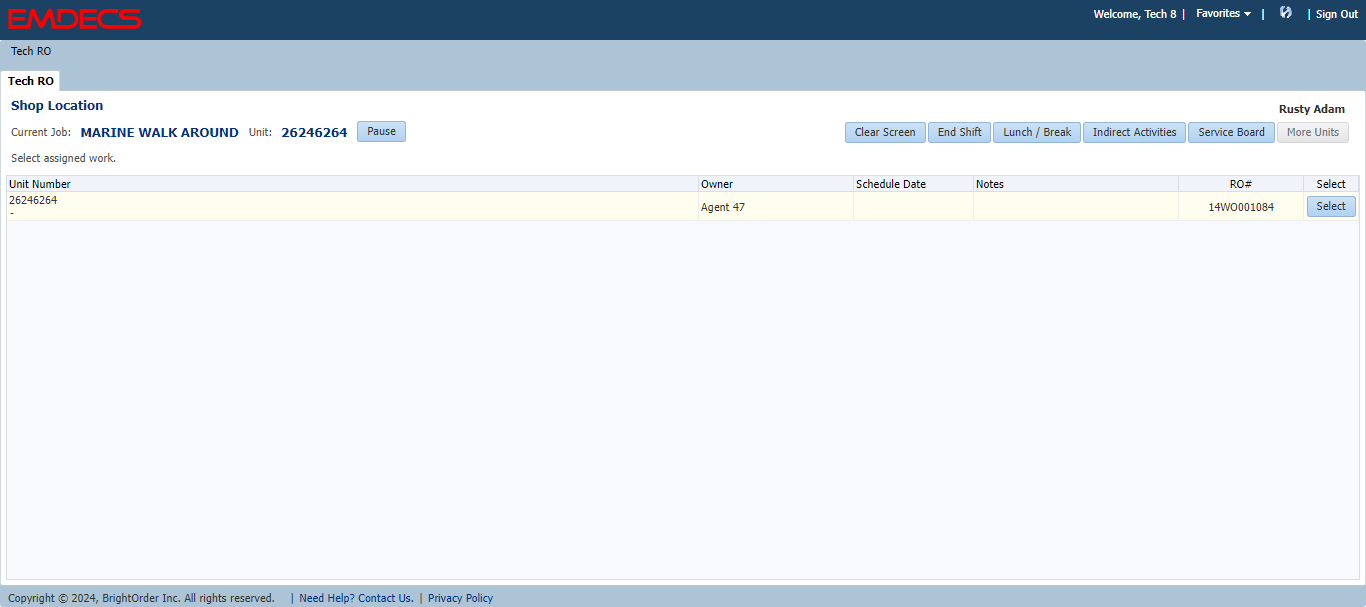 EMDECS
Welcome, Tech 8 | Favorites | | Sign Out
Tech RO
Tech RO
Shop Location
Rusty Adam
Current Job: MARINE WALK AROUND Unit: 26246264 Pause
Clear Screen End Shift Lunch / Break Indirect Activities Service Board More Units
Select assigned work.
Unit Number Owner Schedule Date Notes RO# Select
26246264
-
Agent 47 14WO001084 Select
Copyright © 2024, BrightOrder Inc. All rights reserved. | Need Help? Contact Us. | Privacy Policy